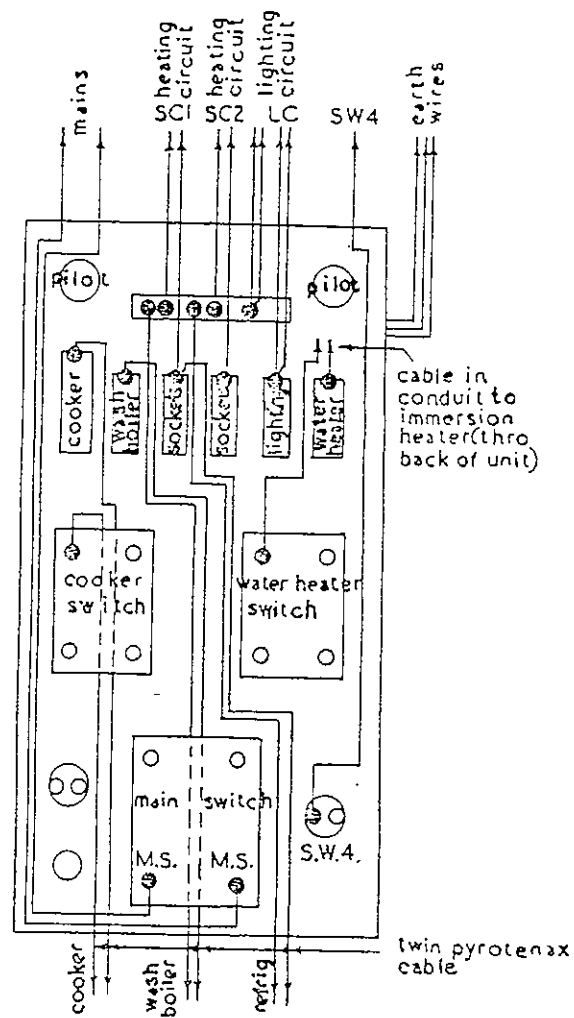 mains
heating
circuit
SC1
heating
circuit
SC2
lighting
circuit
LC
SW4
earth
wires
pilot
pilot
cooker
wash
boiler
sockets
sockets
lighting
water
heater
cable in
conduit to
immersion
heater(thro
back of unit)
cooker
switch
water heater
switch
main switch
M.S. M.S.
S.W.4.
cooker
wash
boiler
refrig
twin pyrotenax
cable